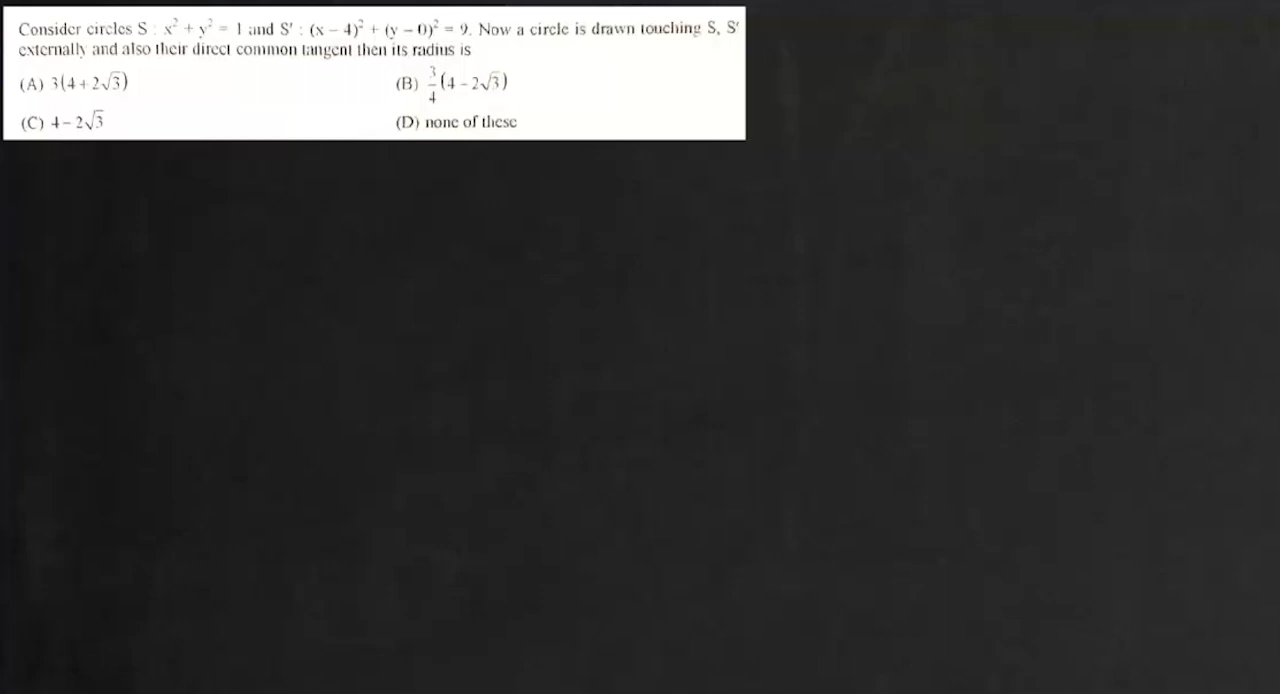 Consider circles S : x² + y² = 1 and S' : (x – 4)² + (y – 0)² = 9. Now a circle is drawn touching S, S'
externally and also their direct common tangent then its radius is
(A) 3(4 + 2√3) (B) 3/4 (4 – 2√3)
(C) 4 – 2√3 (D) none of these